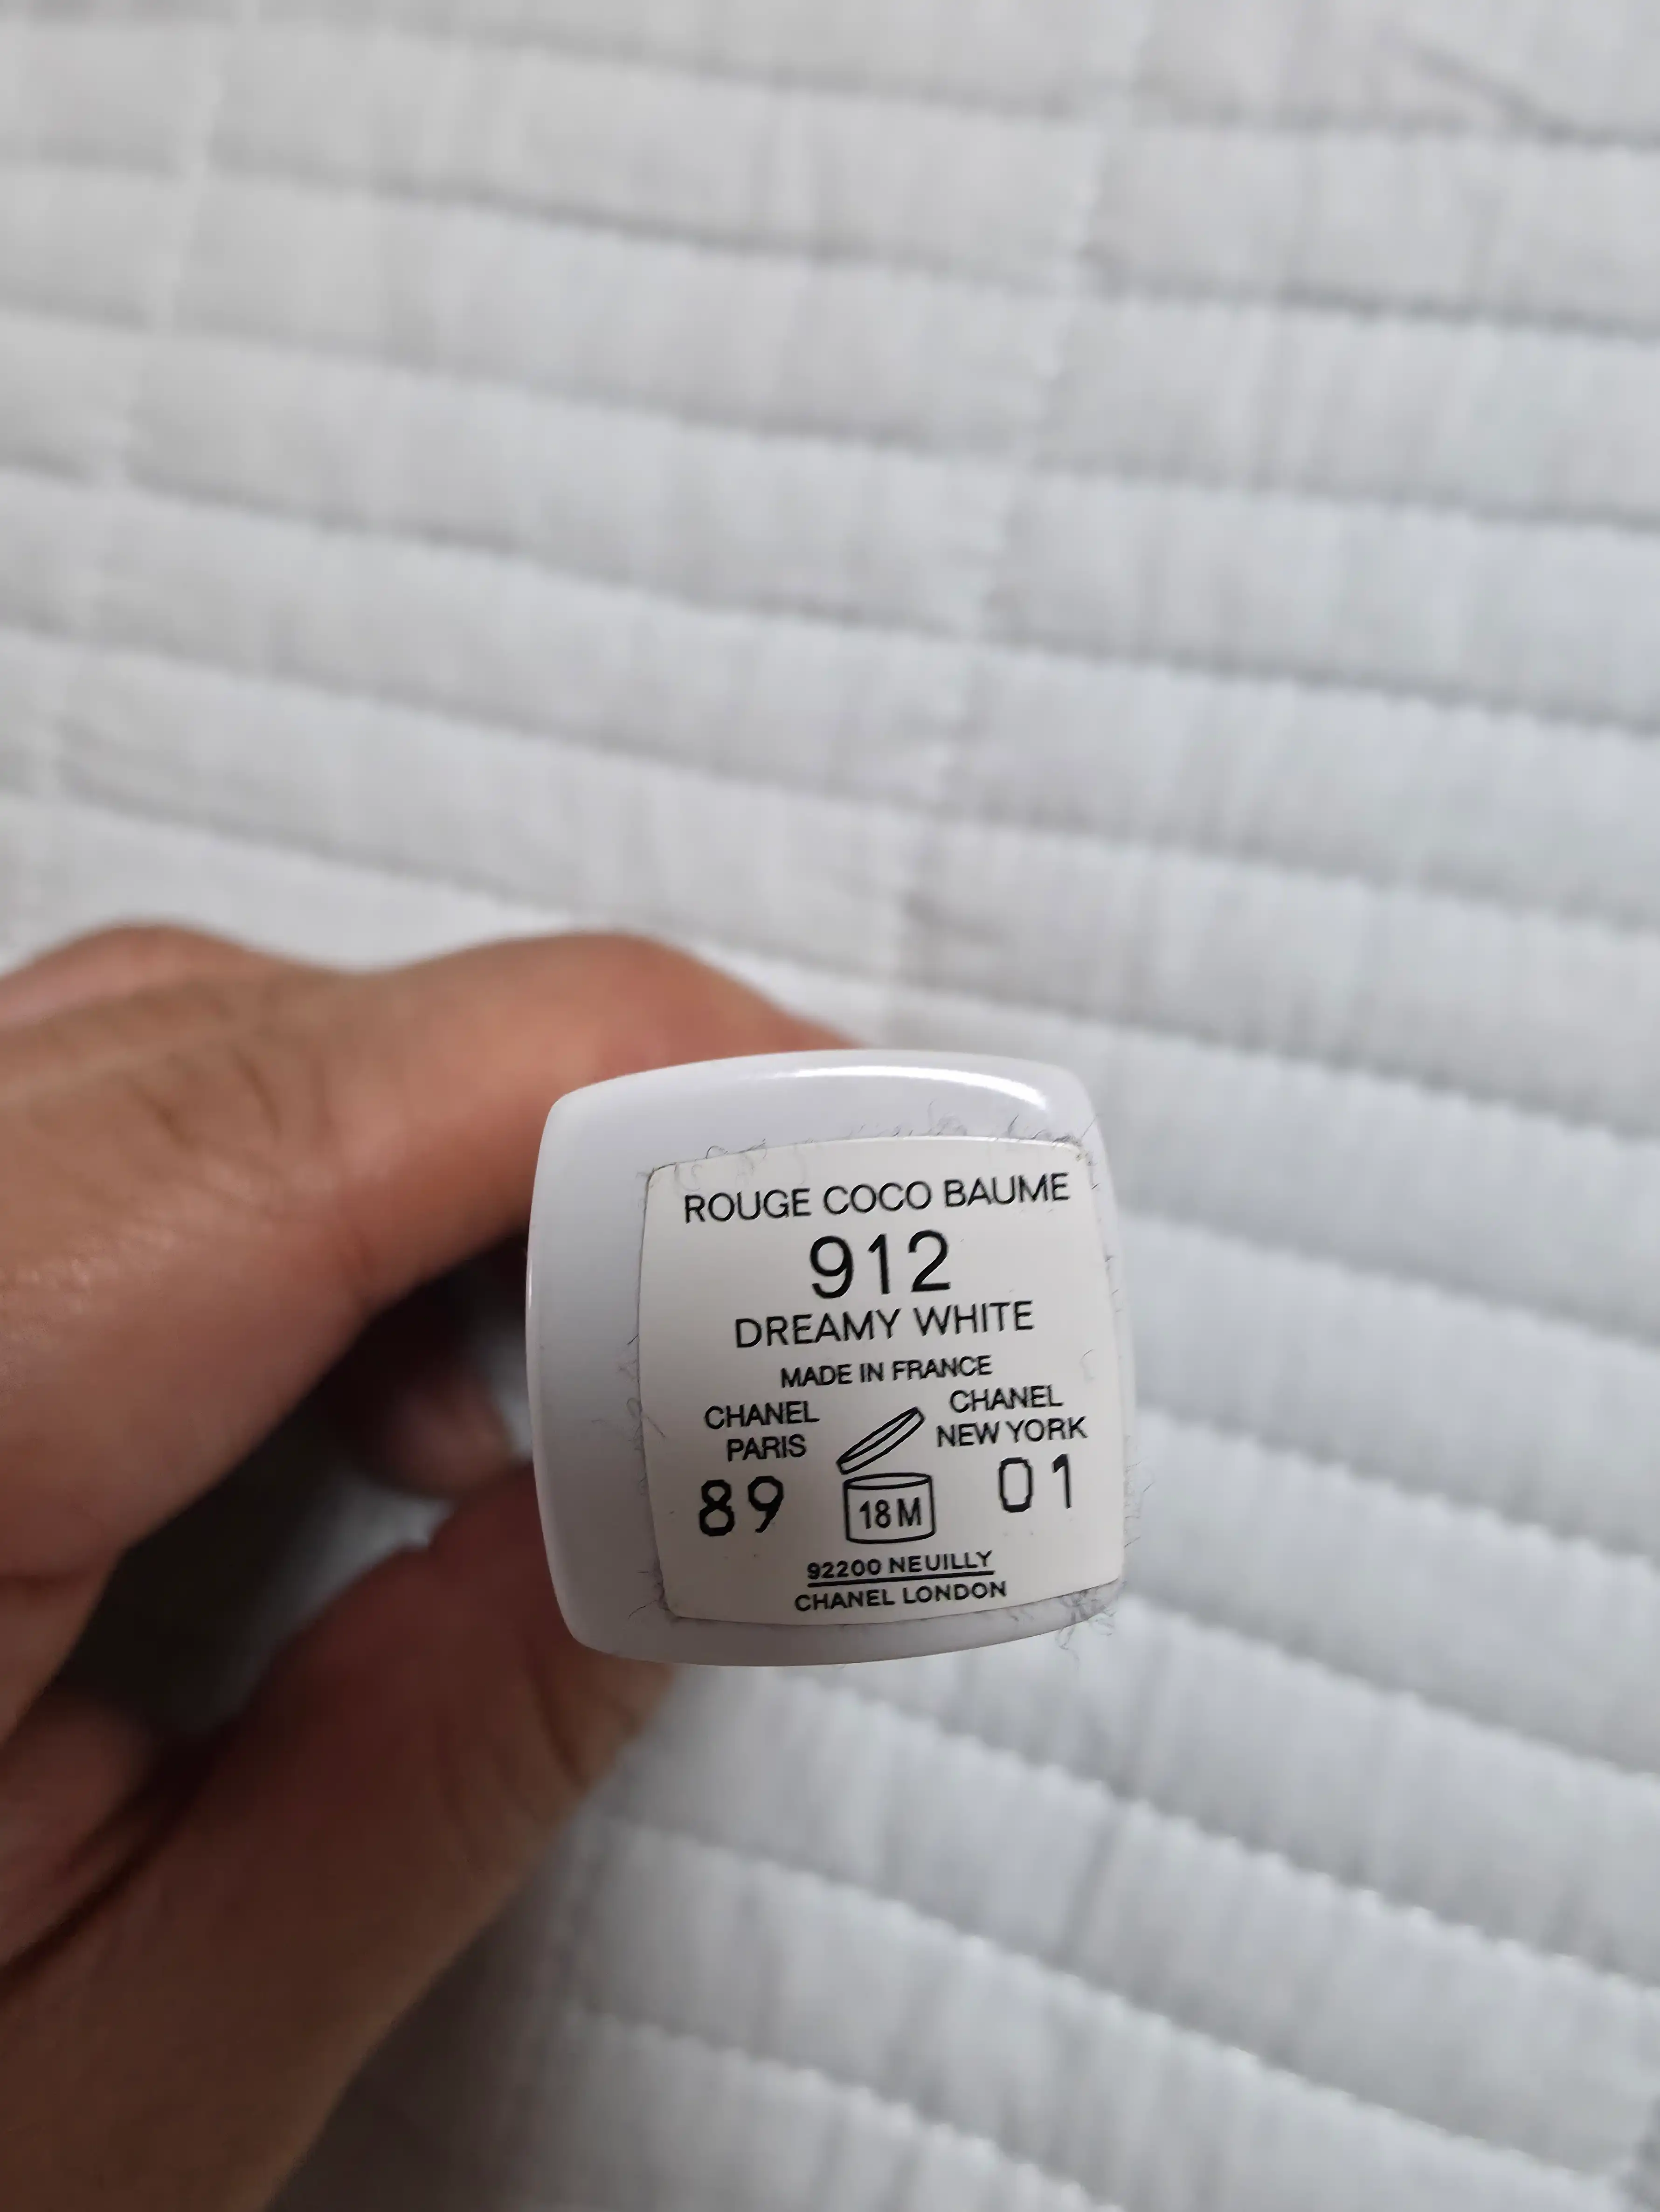 ROUGE COCO BAUME
912
DREAMY WHITE
MADE IN FRANCE
CHANEL
PARIS
CHANEL
NEW YORK
89
18 M
01
92200 NEUILLY
CHANEL LONDON